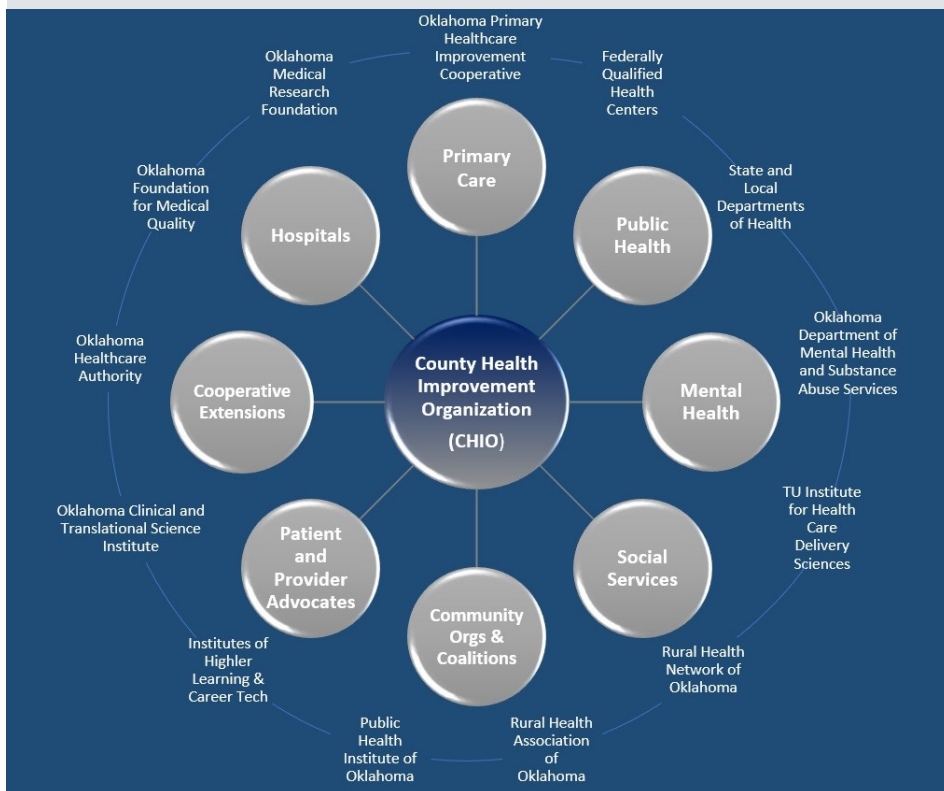 Oklahoma Primary
Healthcare
Improvement
Cooperative
Federally
Qualified
Health
Centers
State and
Local
Departments
of Health
Oklahoma
Department of
Mental Health
and Substance
Abuse Services
TU Institute
for Health
Care
Delivery
Sciences
Rural Health
Network of
Oklahoma
Rural Health
Association
of
Oklahoma
Public
Health
Institute of
Oklahoma
Institutes of
Highler
Learning &
Career Tech
Oklahoma Clinical and
Translational Science
Institute
Oklahoma
Healthcare
Authority
Oklahoma
Foundation
for Medical
Quality
Oklahoma
Medical
Research
Foundation
Primary
Care
Public
Health
Mental
Health
Social
Services
Community
Orgs &
Coalitions
Patient
and
Provider
Advocates
Cooperative
Extensions
Hospitals
County Health
Improvement
Organization
(CHIO)